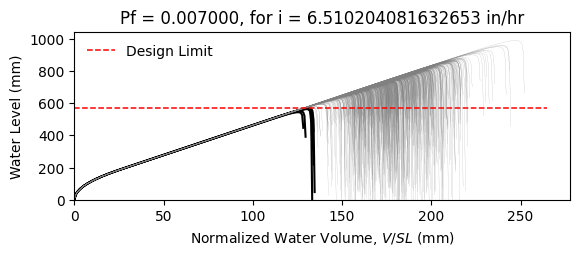 Pf = 0.007000, for i = 6.510204081632653 in/hr
Design Limit
Water Level (mm)
1000
800
600
400
200
0
0 50 100 150 200 250
Normalized Water Volume, V/SL (mm)